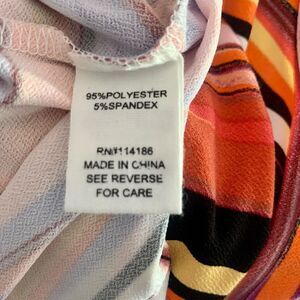 95%POLYESTER
5%SPANDEX
RN#114186
MADE IN CHINA
SEE REVERSE
FOR CARE